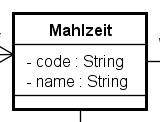 Mahlzeit
- code : String
- name : String